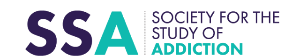 SSA
SOCIETY FOR THE
STUDY OF
ADDICTION